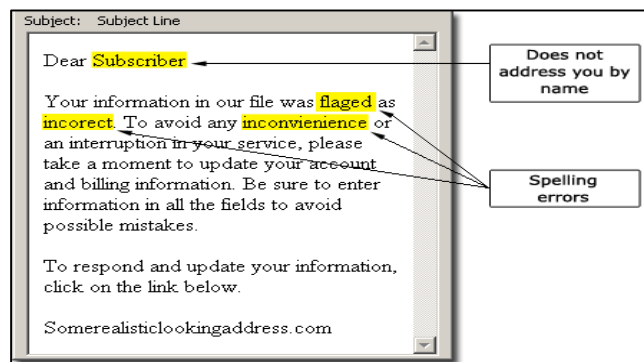 Subject: Subject Line
Dear Subscriber
Your information in our file was flaged as
incorect. To avoid any inconvienience or
an interruption in your service, please
take a moment to update your account
and billing information. Be sure to enter
information in all the fields to avoid
possible mistakes.
To respond and update your information,
click on the link below.
Somerealisticlookingaddress.com
Does not
address you by
name
Spelling
errors